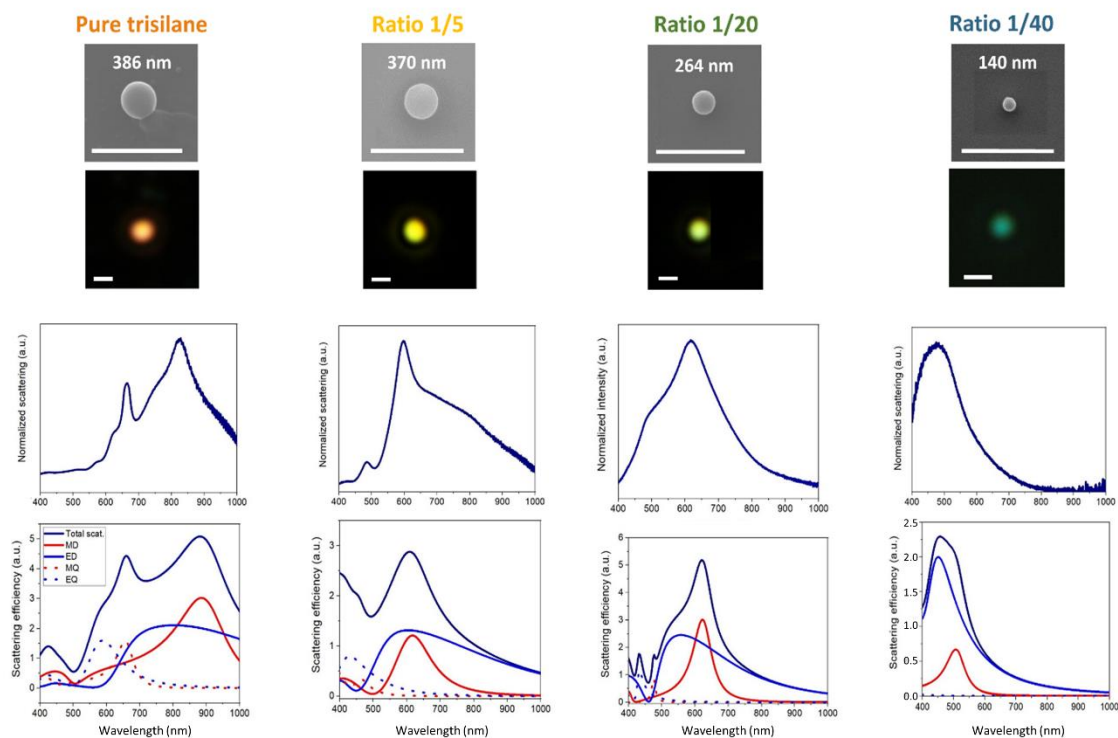 Pure trisilane
Ratio 1/5
Ratio 1/20
Ratio 1/40
386 nm
370 nm
264 nm
140 nm
Normalized scattering (a.u.)
400 500 600 700 800 900 1000
Normalized scattering (a.u.)
400 500 600 700 800 900 1000
Normalized intensity (a.u.)
400 500 600 700 800 900 1000
Normalized scattering (a.u.)
400 500 600 700 800 900 1000
Scattering efficiency (a.u.)
5
4
3
2
1
0
Total scat.
MD
ED
MQ
EQ
400 500 600 700 800 900 1000
Wavelength (nm)
Scattering efficiency (a.u.)
3
2
1
0
400 500 600 700 800 900 1000
Wavelength (nm)
Scattering efficiency (a.u.)
6
5
4
3
2
1
0
400 500 600 700 800 900 1000
Wavelength (nm)
Scattering efficiency (a.u.)
2.5
2.0
1.5
1.0
0.5
0.0
400 500 600 700 800 900 1000
Wavelength (nm)